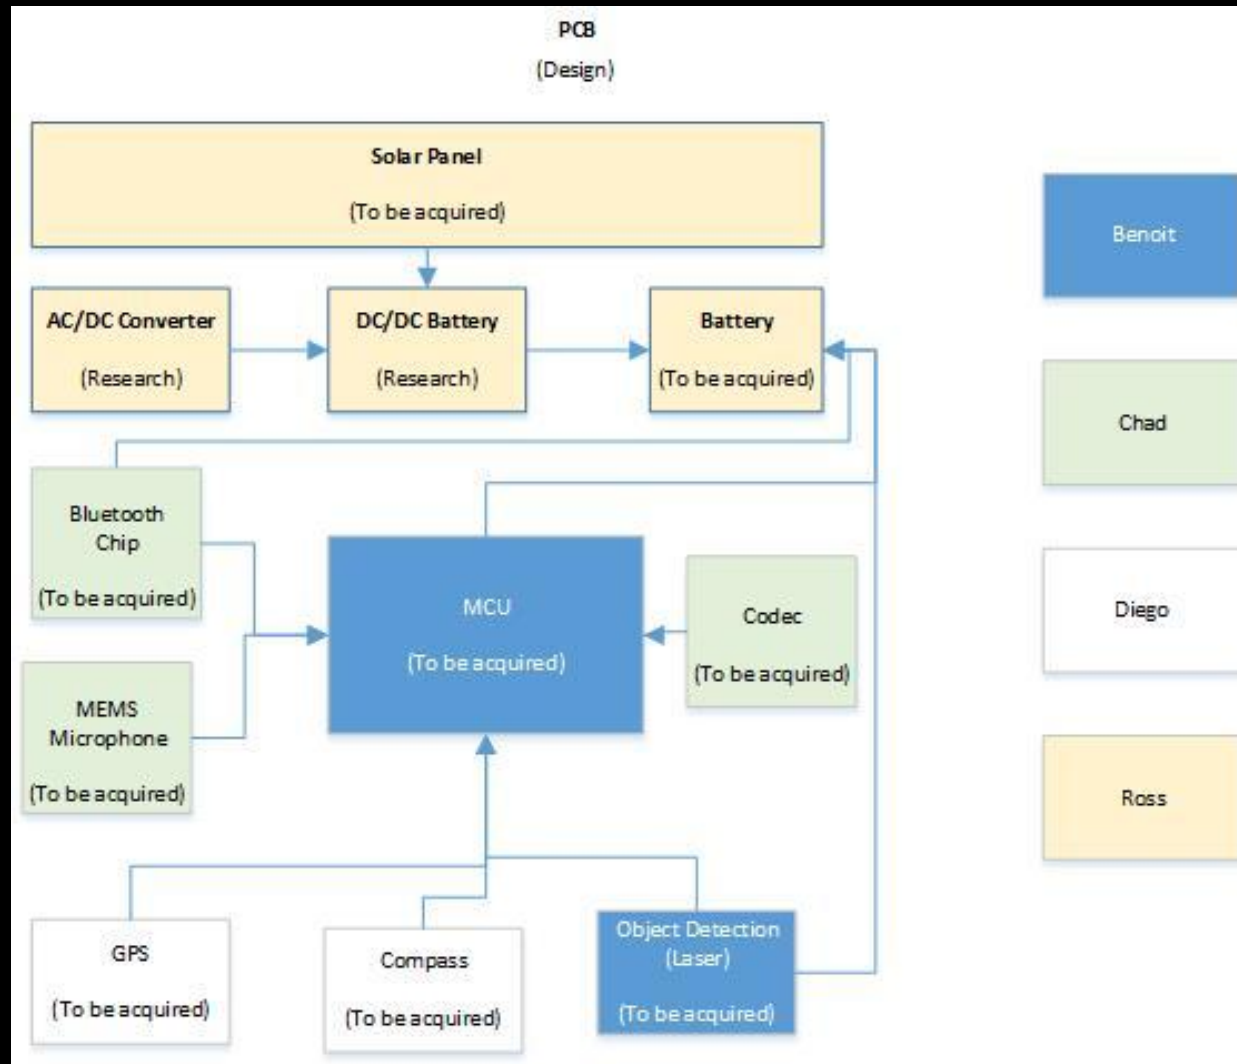 PCB
(Design)
Solar Panel
(To be acquired)
AC/DC Converter
(Research)
DC/DC Battery
(Research)
Battery
(To be acquired)
Bluetooth
Chip
(To be acquired)
MCU
(To be acquired)
Codec
(To be acquired)
MEMS
Microphone
(To be acquired)
GPS
(To be acquired)
Compass
(To be acquired)
Object Detection
(Laser)
(To be acquired)
Benoit
Chad
Diego
Ross